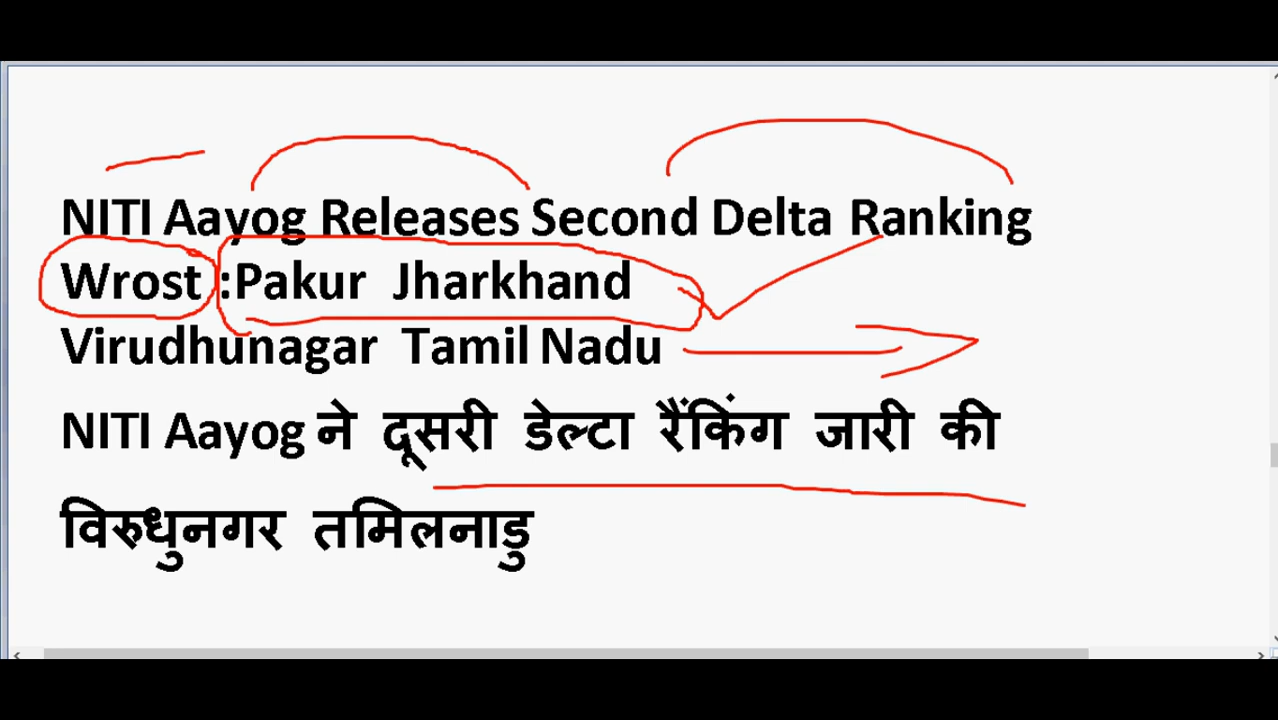 NITI Aayog Releases Second Delta Ranking
Wrost :Pakur Jharkhand
Virudhunagar Tamil Nadu
NITI Aayog ने दूसरी डेल्टा रैंकिंग जारी की
विरुधुनगर तमिलनाडु